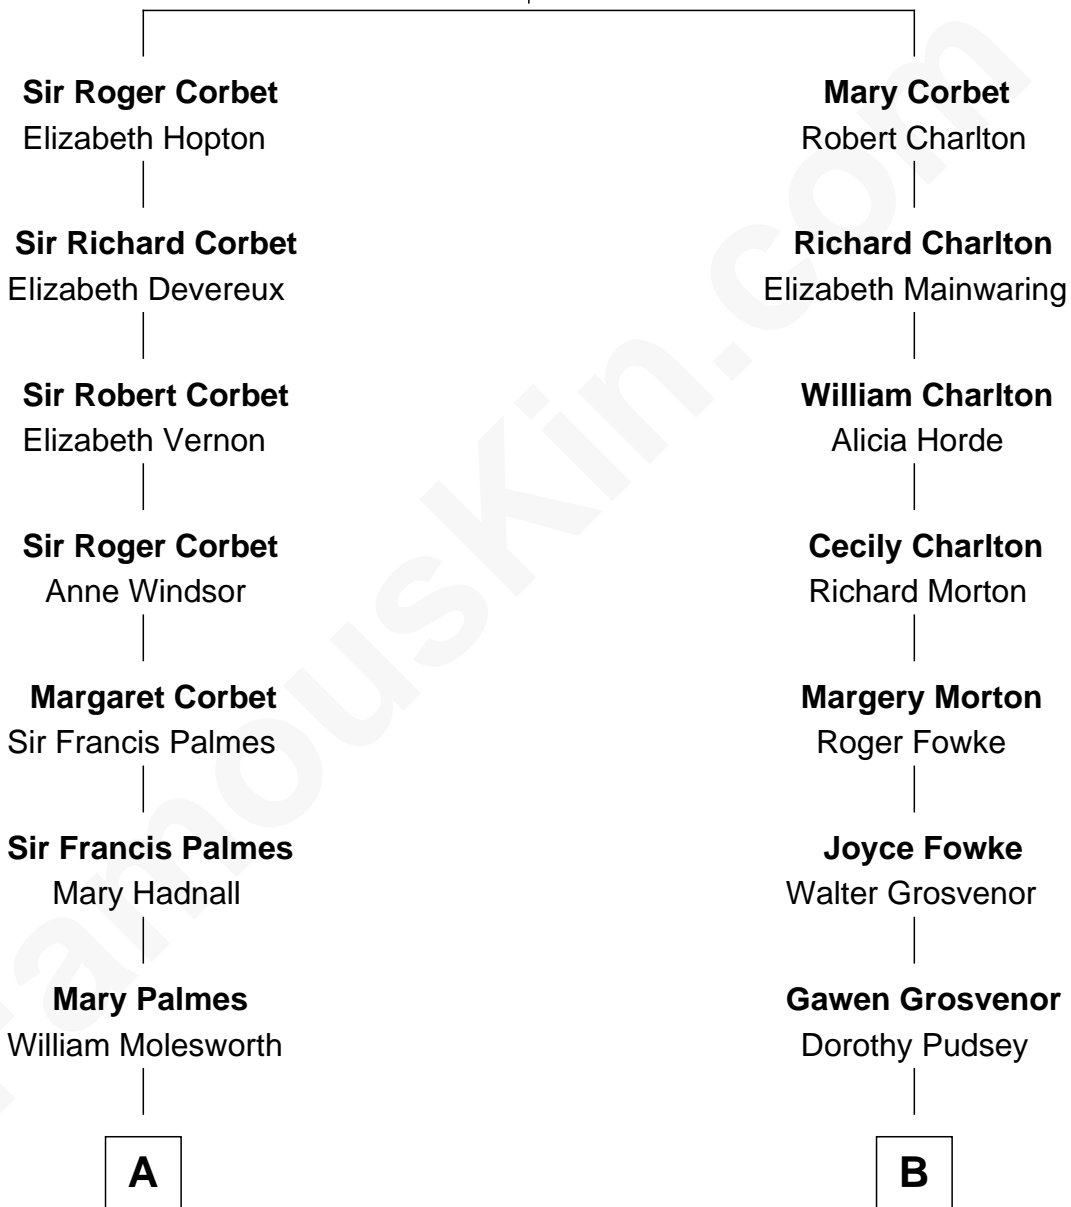 Sir Roger Corbet
Elizabeth Hopton
Sir Richard Corbet
Elizabeth Devereux
Sir Robert Corbet
Elizabeth Vernon
Sir Roger Corbet
Anne Windsor
Margaret Corbet
Sir Francis Palmes
Sir Francis Palmes
Mary Hadnall
Mary Palmes
William Molesworth
A
Mary Corbet
Robert Charlton
Richard Charlton
Elizabeth Mainwaring
William Charlton
Alicia Horde
Cecily Charlton
Richard Morton
Margery Morton
Roger Fowke
Joyce Fowke
Walter Grosvenor
Gawen Grosvenor
Dorothy Pudsey
B
FamousKin.com